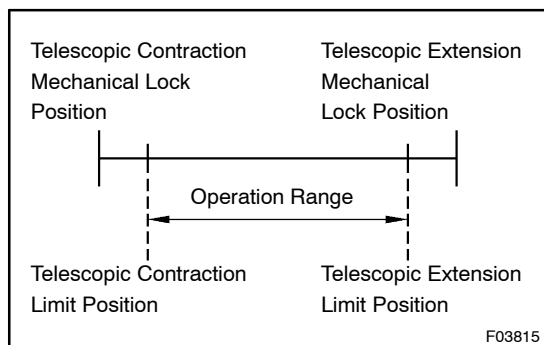 Telescopic Contraction
Mechanical Lock
Position
Telescopic Extension
Mechanical
Lock Position
Operation Range
Telescopic Contraction
Limit Position
Telescopic Extension
Limit Position
F03815